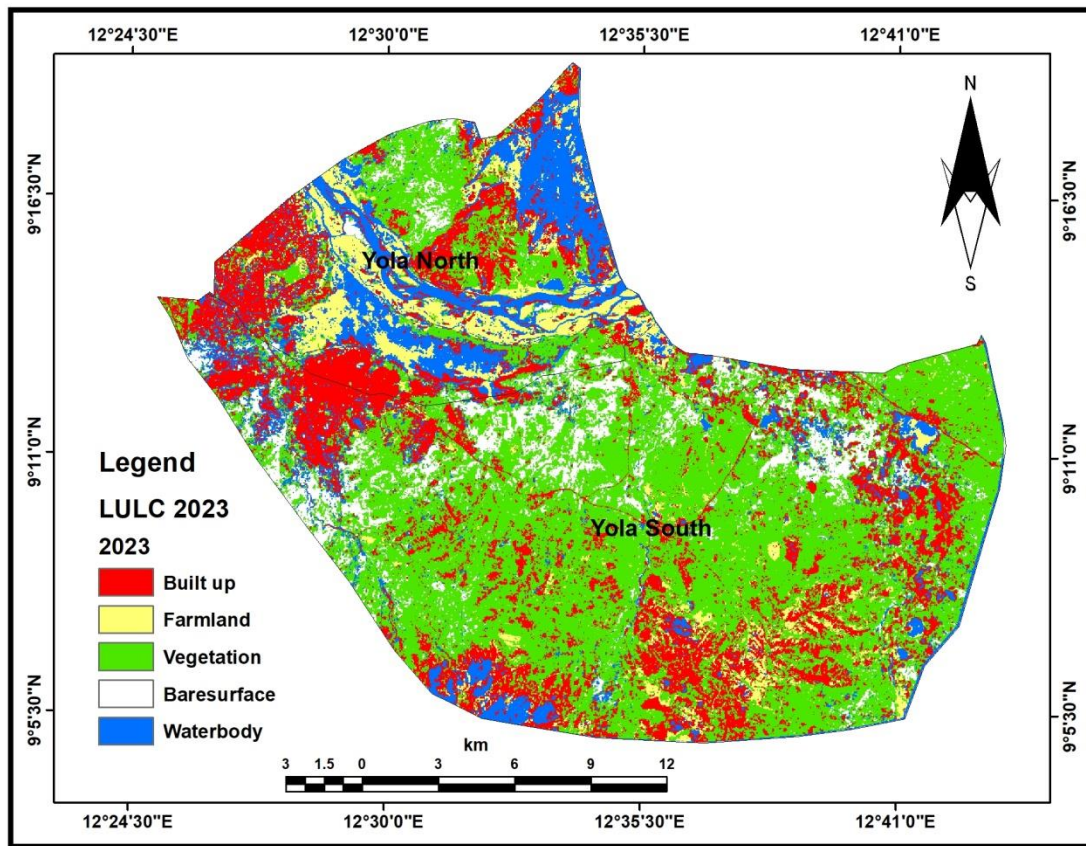 12°24'30"E 12°30'0"E 12°35'30"E 12°41'0"E
N
S
9°16'30"N
9°16'30"N
Yola North
9°11'0"N
9°11'0"N
Legend
LULC 2023
2023
Built up
Farmland
Vegetation
Baresurface
Waterbody
Yola South
9°5'30"N
9°5'30"N
km
3 1.5 0 3 6 9 12
12°24'30"E 12°30'0"E 12°35'30"E 12°41'0"E